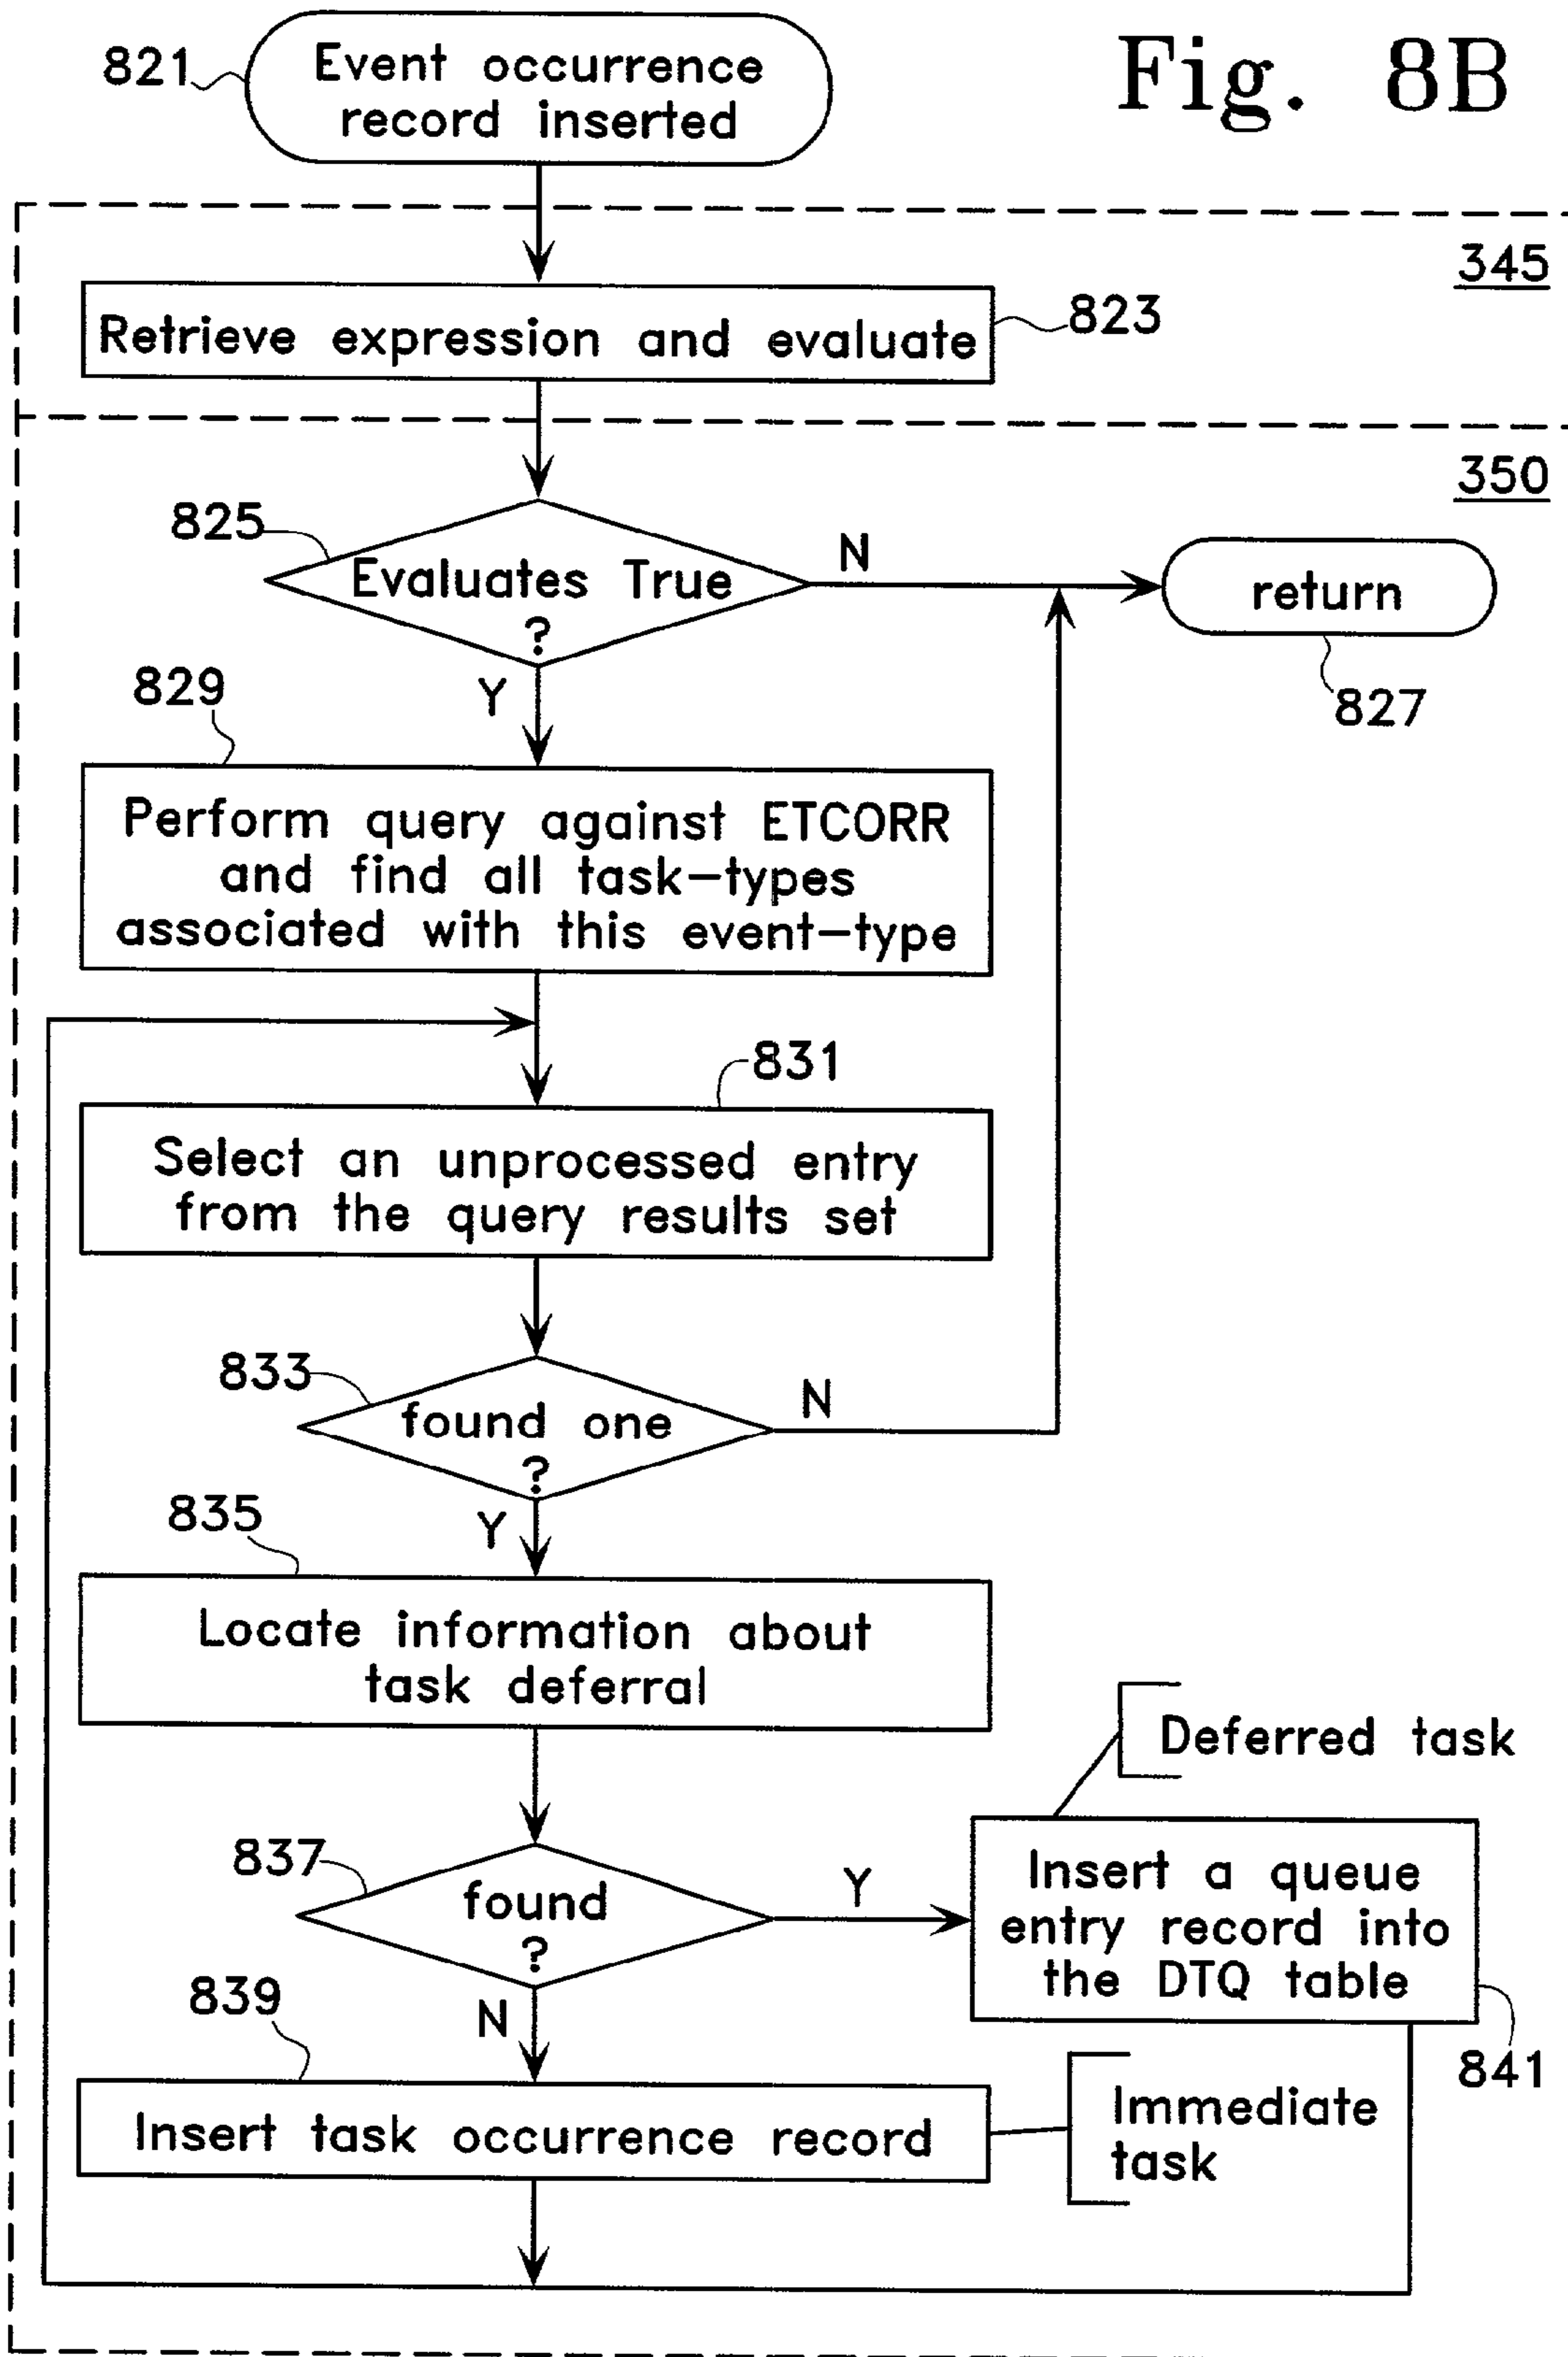 Fig. 8B
821
Event occurrence
record inserted
345
Retrieve expression and evaluate
823
350
825
Evaluates True
?
N
return
827
Y
829
Perform query against ETCORR
and find all task-types
associated with this event-type
831
Select an unprocessed entry
from the query results set
833
found one
?
N
Y
835
Locate information about
task deferral
Deferred task
837
found
?
Y
Insert a queue
entry record into
the DTQ table
841
N
839
Insert task occurrence record
Immediate
task